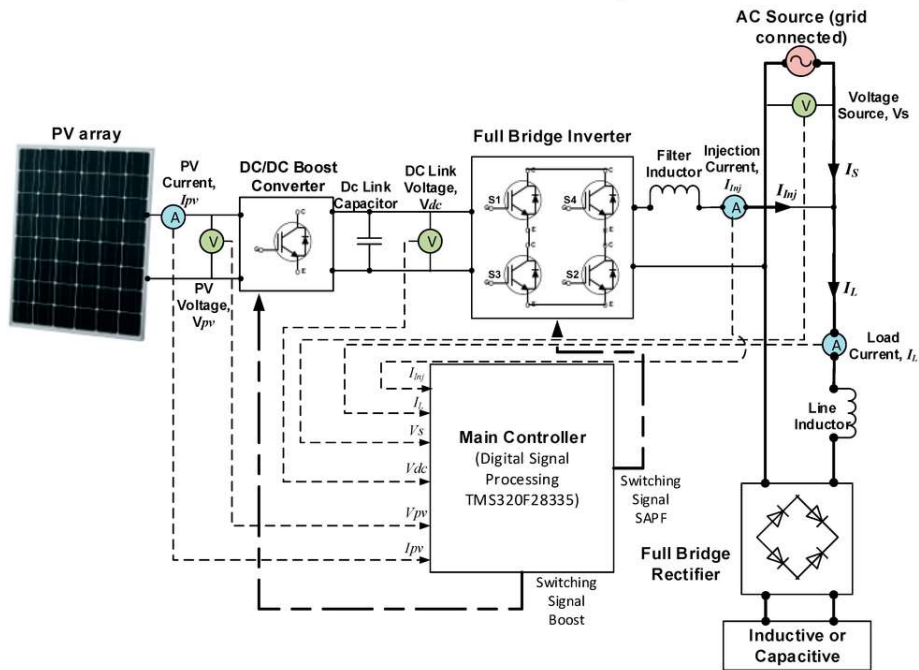 AC Source (grid
connected)
V
Voltage
Source, Vs
PV array
PV
Current,
Ipv
A
V
PV
Voltage,
Vpv
DC/DC Boost
Converter
C
G
E
Dc Link
Capacitor
DC Link
Voltage,
Vdc
V
Full Bridge Inverter
S1
S4
S3
S2
C
C
G
G
E
E
C
C
G
G
E
E
Filter
Inductor
Injection
Current,
IInj
A
IInj
IS
IL
A
Load
Current, IL
Line
Inductor
IInj
IL
Vs
Vdc
Vpv
Ipv
Main Controller
(Digital Signal
Processing
TMS320F28335)
Switching
Signal
SAPF
Switching
Signal
Boost
Full Bridge
Rectifier
Inductive or
Capacitive